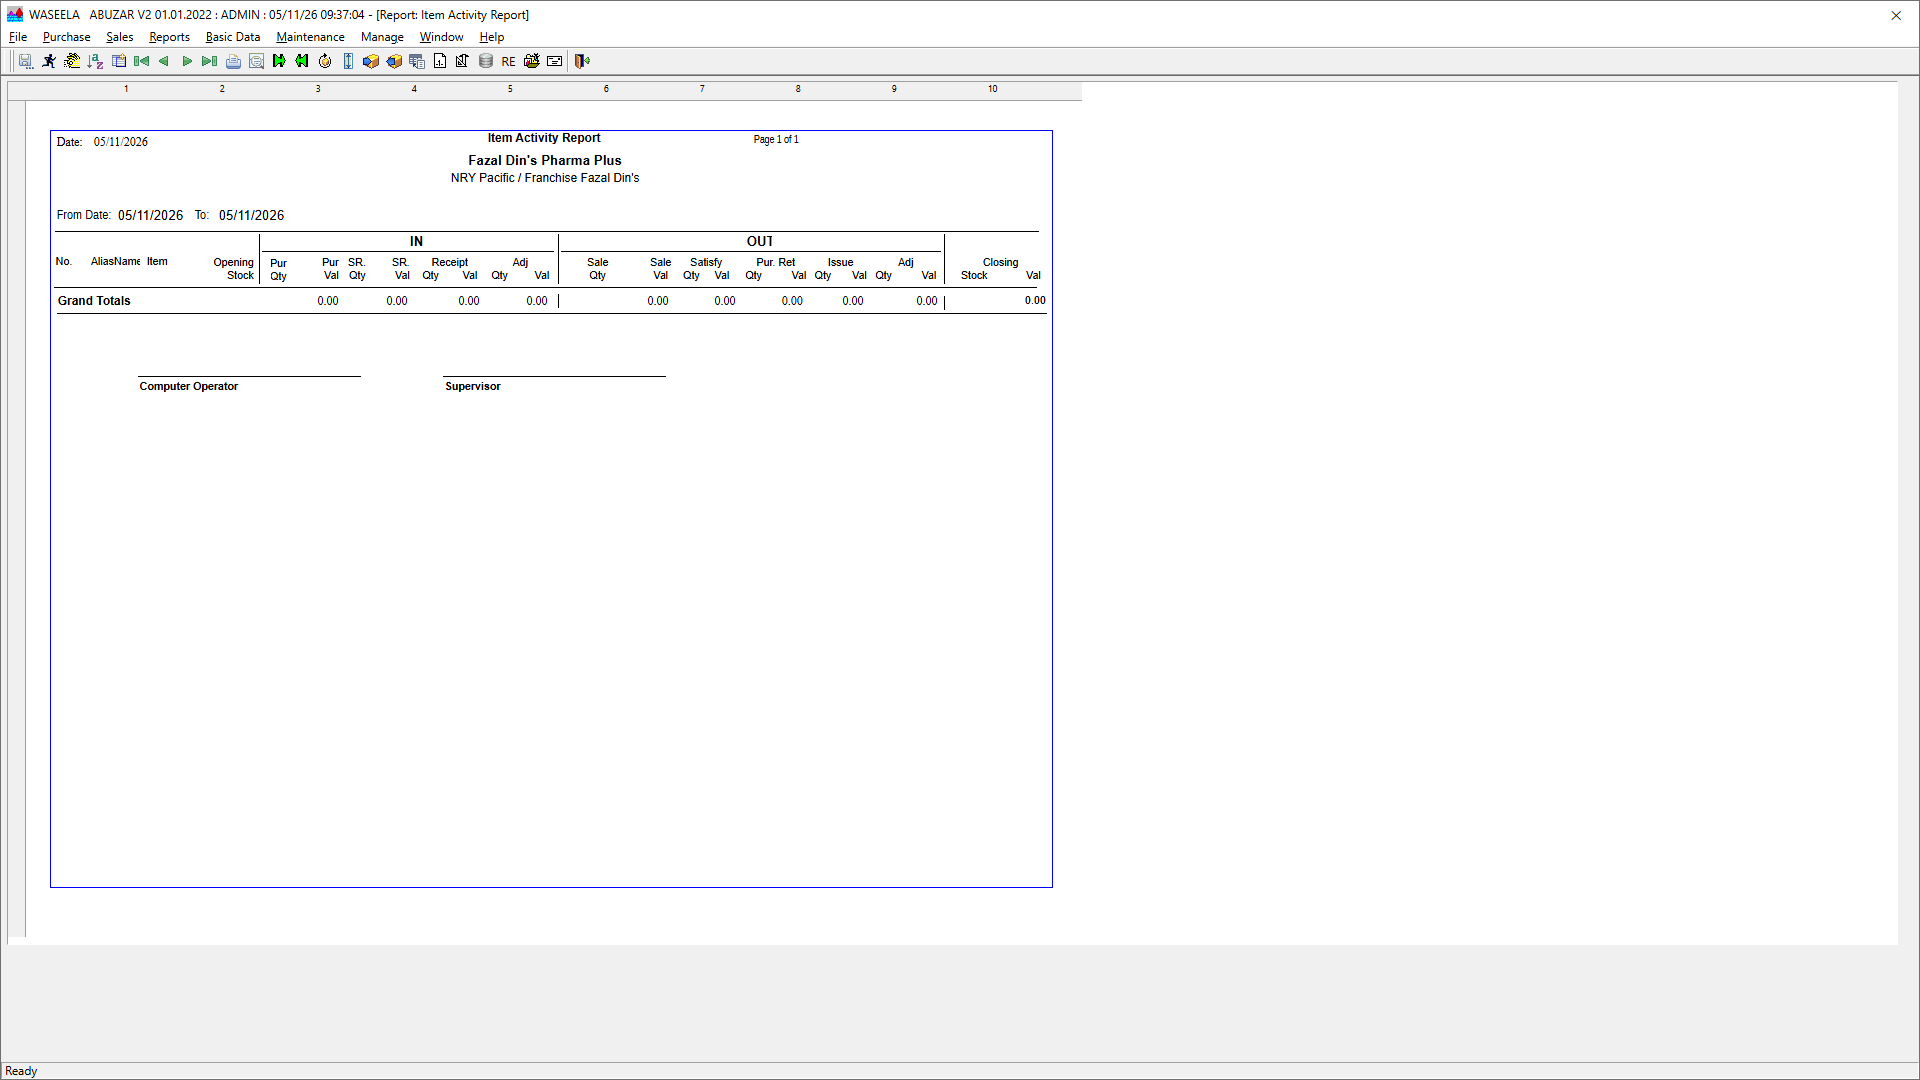 WASEELA   ABUZAR V2 01.01.2022 : ADMIN : 05/11/26 09:37:04 - [Report: Item Activity Report]
File Purchase Sales Reports Basic Data Maintenance Manage Window Help
RE
1 2 3 4 5 6 7 8 9 10
Date: 05/11/2026 Item Activity Report Page 1 of 1
Fazal Din's Pharma Plus
NRY Pacific / Franchise Fazal Din's
From Date: 05/11/2026 To: 05/11/2026
IN OUT
No. AliasName Item Opening Pur Pur SR. SR. Receipt Adj Sale Sale Satisfy Pur. Ret Issue Adj Closing
Stock Qty Val Qty Val Qty Val Qty Val Qty Val Qty Val Qty Val Qty Val Qty Val Stock Val
Grand Totals 0.00 0.00 0.00 0.00 0.00 0.00 0.00 0.00 0.00 0.00
Computer Operator Supervisor
Ready